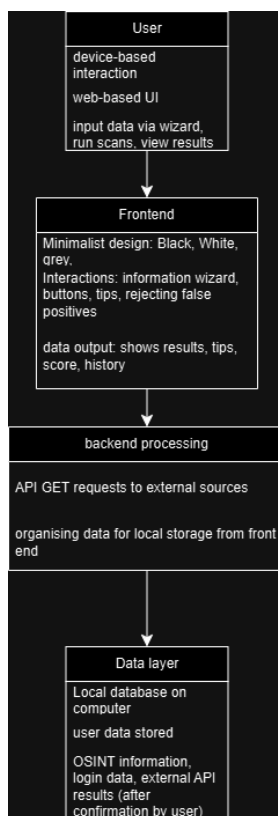 User
device-based
interaction
web-based UI
input data via wizard,
run scans, view results
Frontend
Minimalist design: Black, White,
grey,
Interactions: information wizard,
buttons, tips, rejecting false
positives
data output: shows results, tips,
score, history
backend processing
API GET requests to external sources
organising data for local storage from front
end
Data layer
Local database on
computer
user data stored
OSINT information,
login data, external API
results (after
confirmation by user)